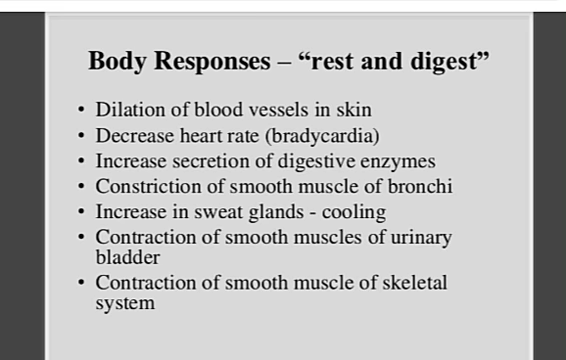 Body Responses – “rest and digest”
• Dilation of blood vessels in skin
• Decrease heart rate (bradycardia)
• Increase secretion of digestive enzymes
• Constriction of smooth muscle of bronchi
• Increase in sweat glands - cooling
• Contraction of smooth muscles of urinary
bladder
• Contraction of smooth muscle of skeletal
system